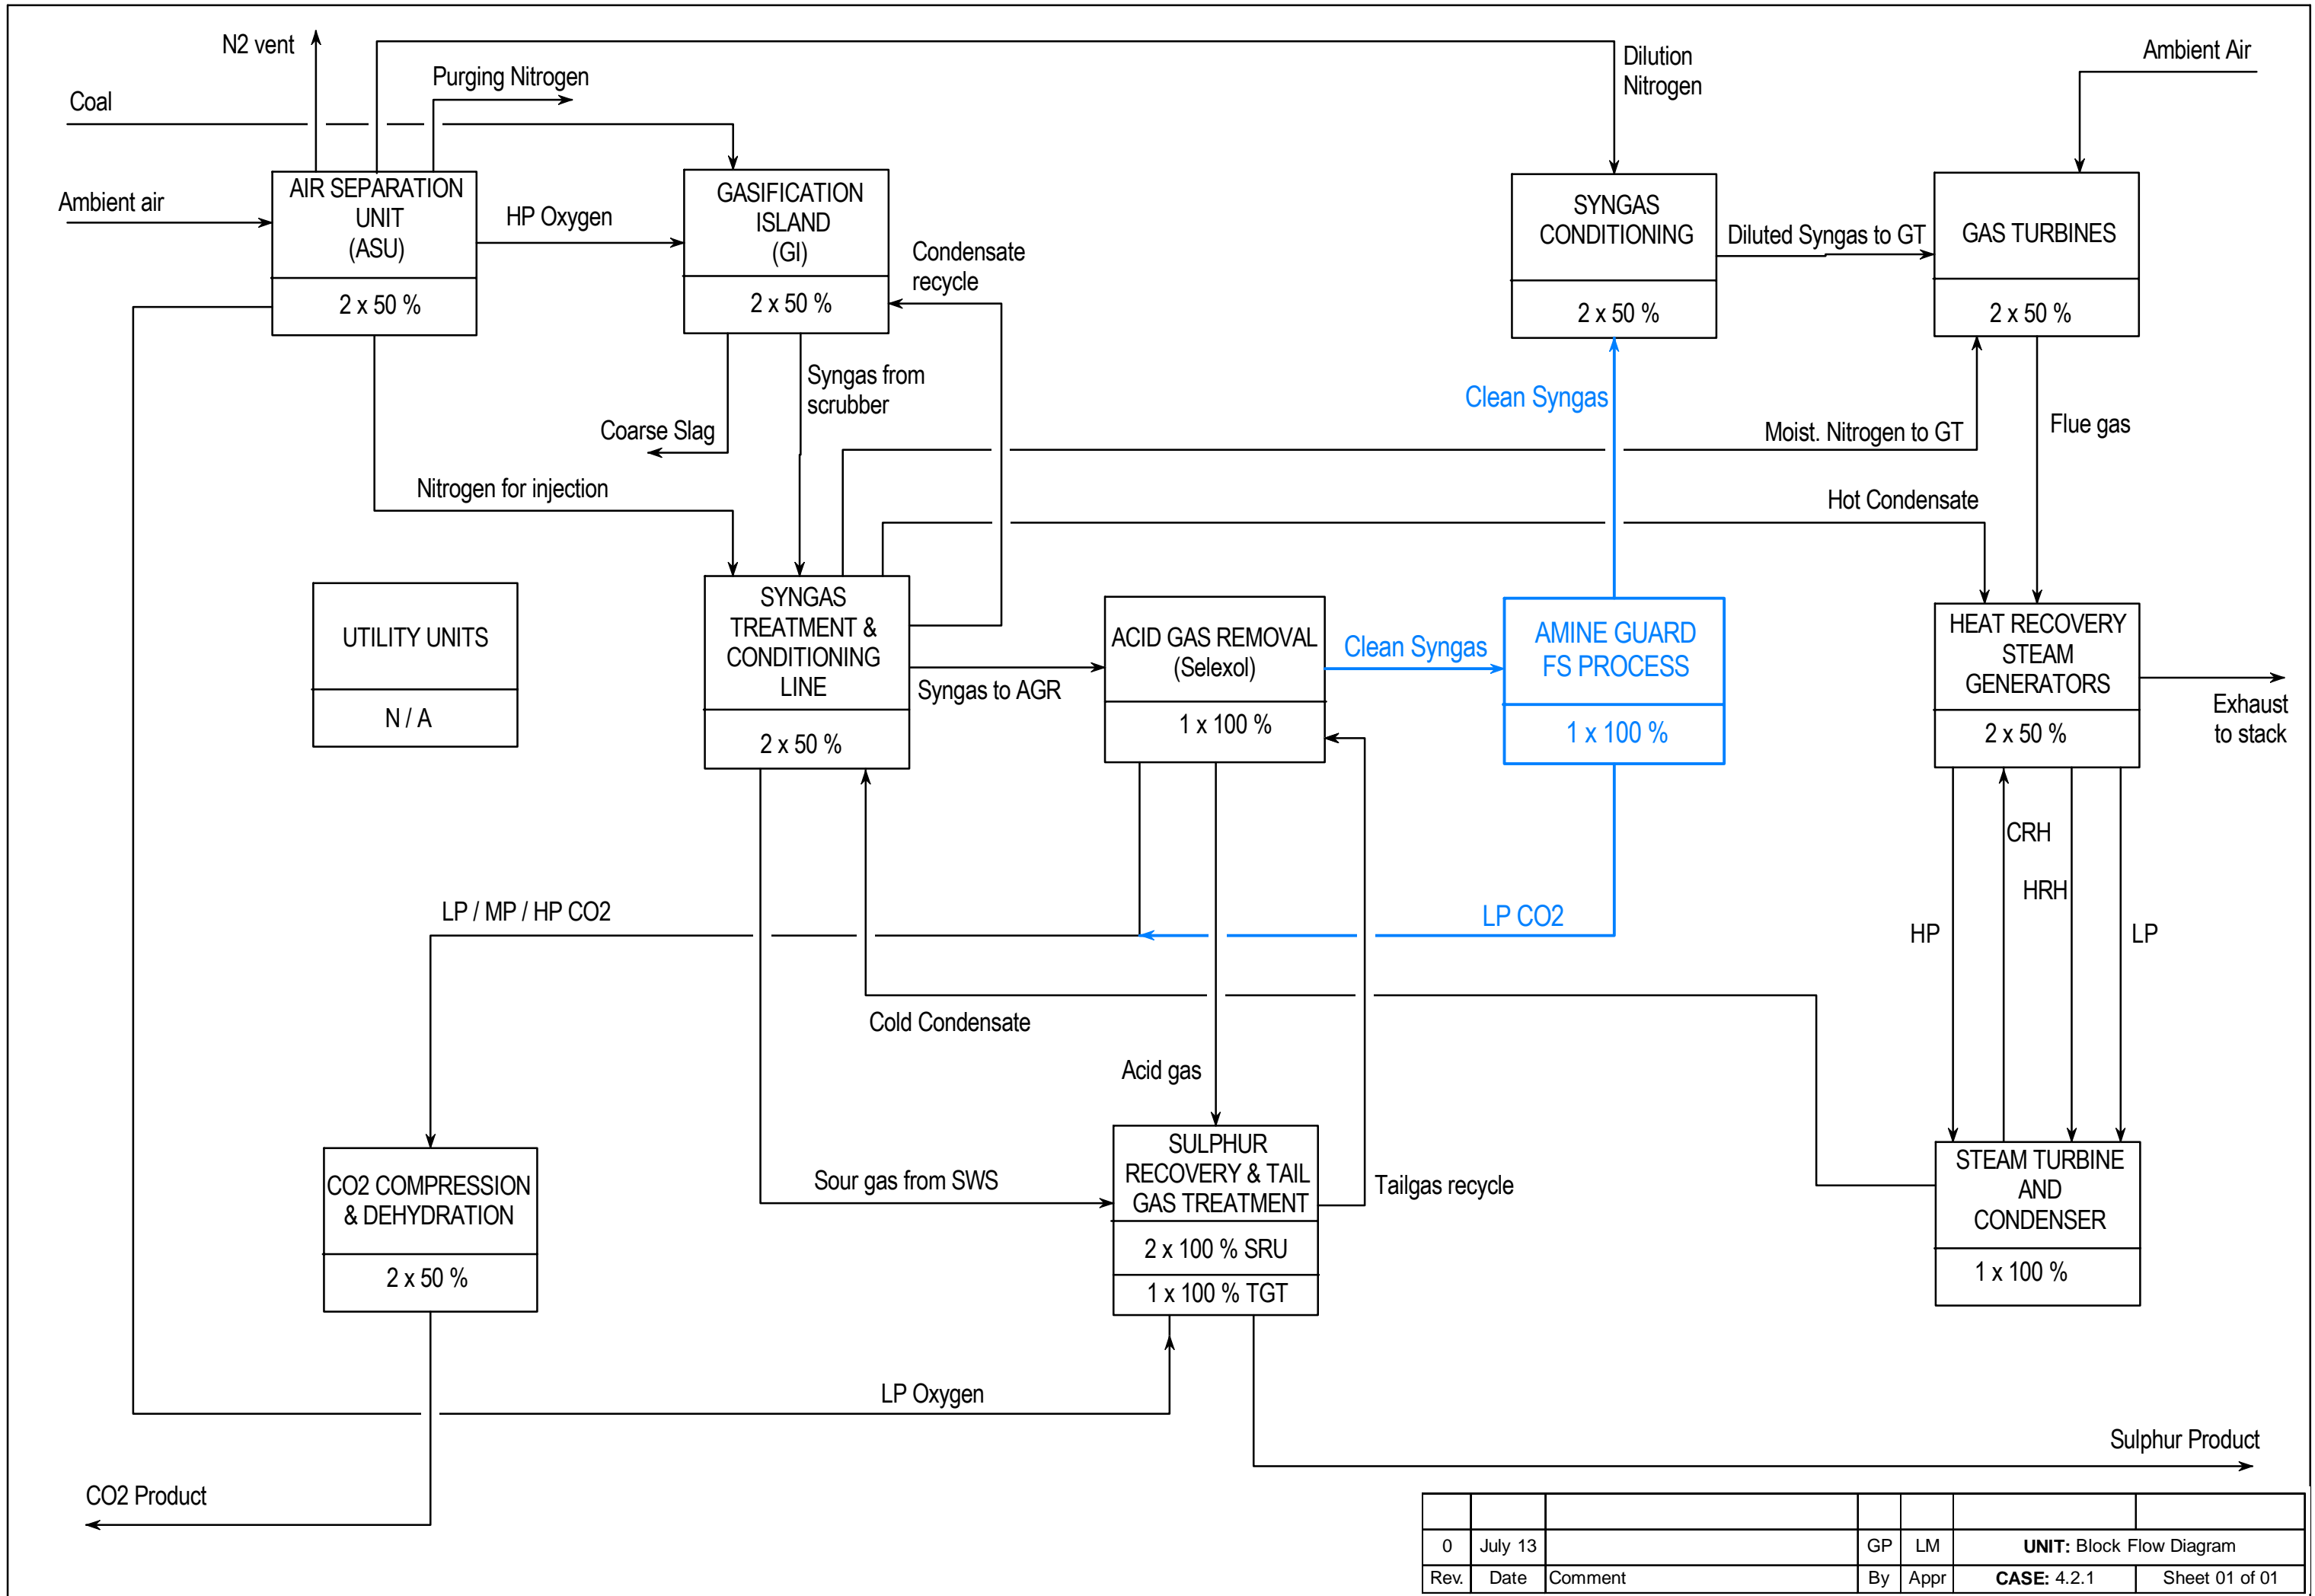 N2 vent
Purging Nitrogen
Dilution
Nitrogen
Ambient Air
Coal
Ambient air
AIR SEPARATION
UNIT
(ASU)
2 x 50 %
HP Oxygen
GASIFICATION
ISLAND
(GI)
2 x 50 %
Condensate
recycle
SYNGAS
CONDITIONING
2 x 50 %
Diluted Syngas to GT
GAS TURBINES
2 x 50 %
Syngas from
scrubber
Coarse Slag
Clean Syngas
Moist. Nitrogen to GT
Flue gas
Nitrogen for injection
Hot Condensate
UTILITY UNITS
N / A
SYNGAS
TREATMENT &
CONDITIONING
LINE
2 x 50 %
Syngas to AGR
ACID GAS REMOVAL
(Selexol)
1 x 100 %
Clean Syngas
AMINE GUARD
FS PROCESS
1 x 100 %
HEAT RECOVERY
STEAM
GENERATORS
2 x 50 %
Exhaust
to stack
CRH
HRH
HP
LP
LP / MP / HP CO2
LP CO2
Cold Condensate
Acid gas
CO2 COMPRESSION
& DEHYDRATION
2 x 50 %
Sour gas from SWS
SULPHUR
RECOVERY & TAIL
GAS TREATMENT
2 x 100 % SRU
1 x 100 % TGT
Tailgas recycle
STEAM TURBINE
AND
CONDENSER
1 x 100 %
LP Oxygen
Sulphur Product
CO2 Product
0 July 13 GP LM UNIT: Block Flow Diagram
Rev. Date Comment By Appr CASE: 4.2.1 Sheet 01 of 01